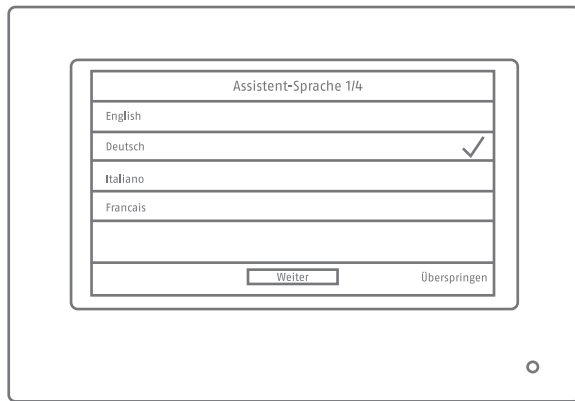 Assistent-Sprache 1/4
English
Deutsch
Italiano
Francais
Weiter Überspringen